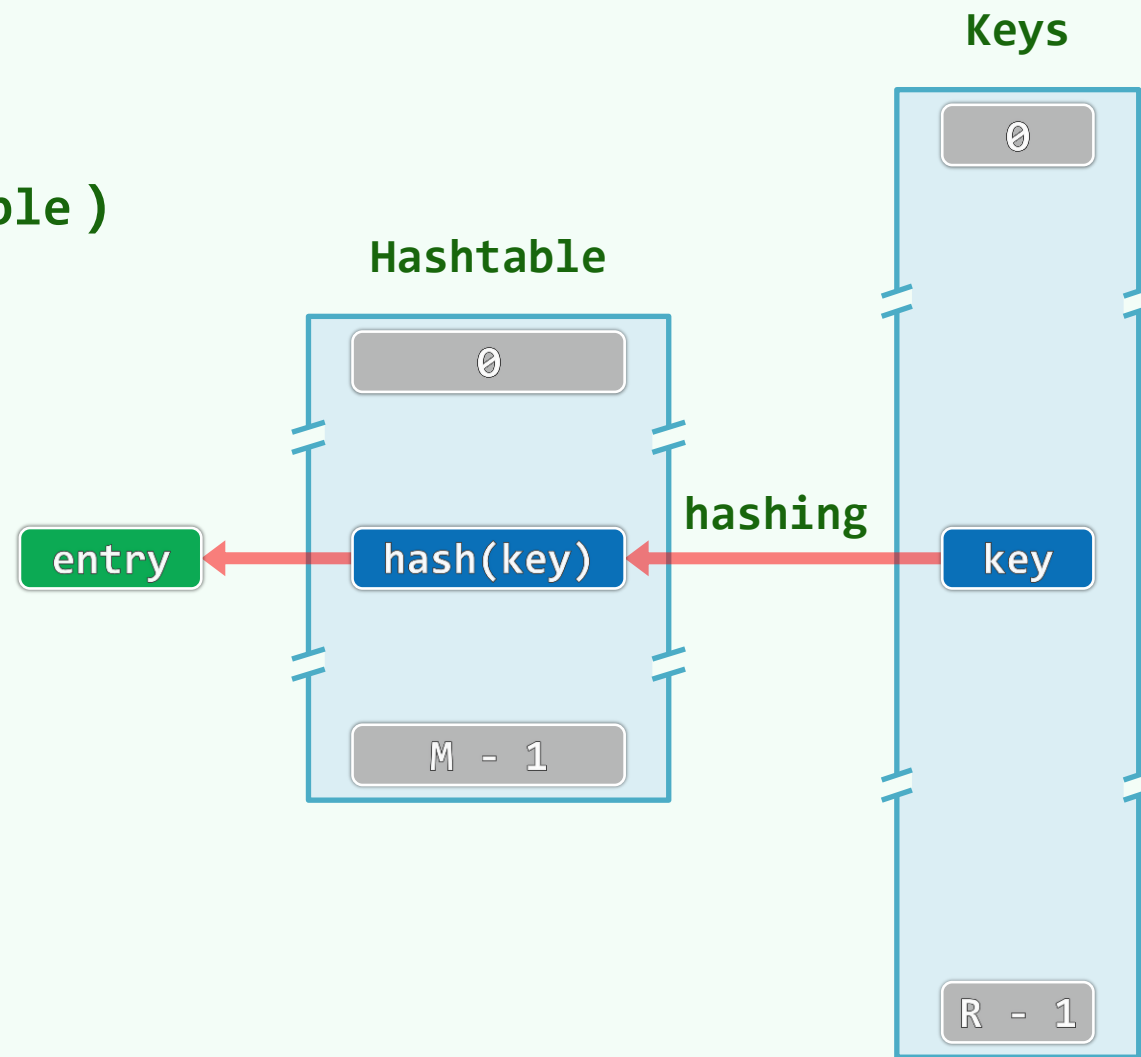 Keys
0
ble )
Hashtable
0
hashing
entry
hash(key)
key
M - 1
R - 1